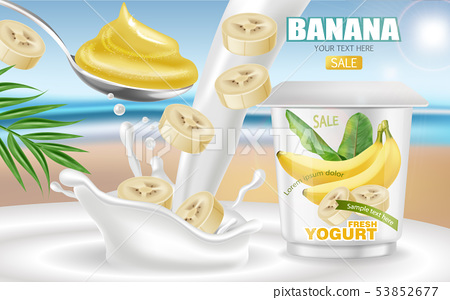 BANANA
YOUR TEXT HERE
SALE
SALE
Lorem ipsum dolor
Sample text here
FRESH
YOGURT
53852677